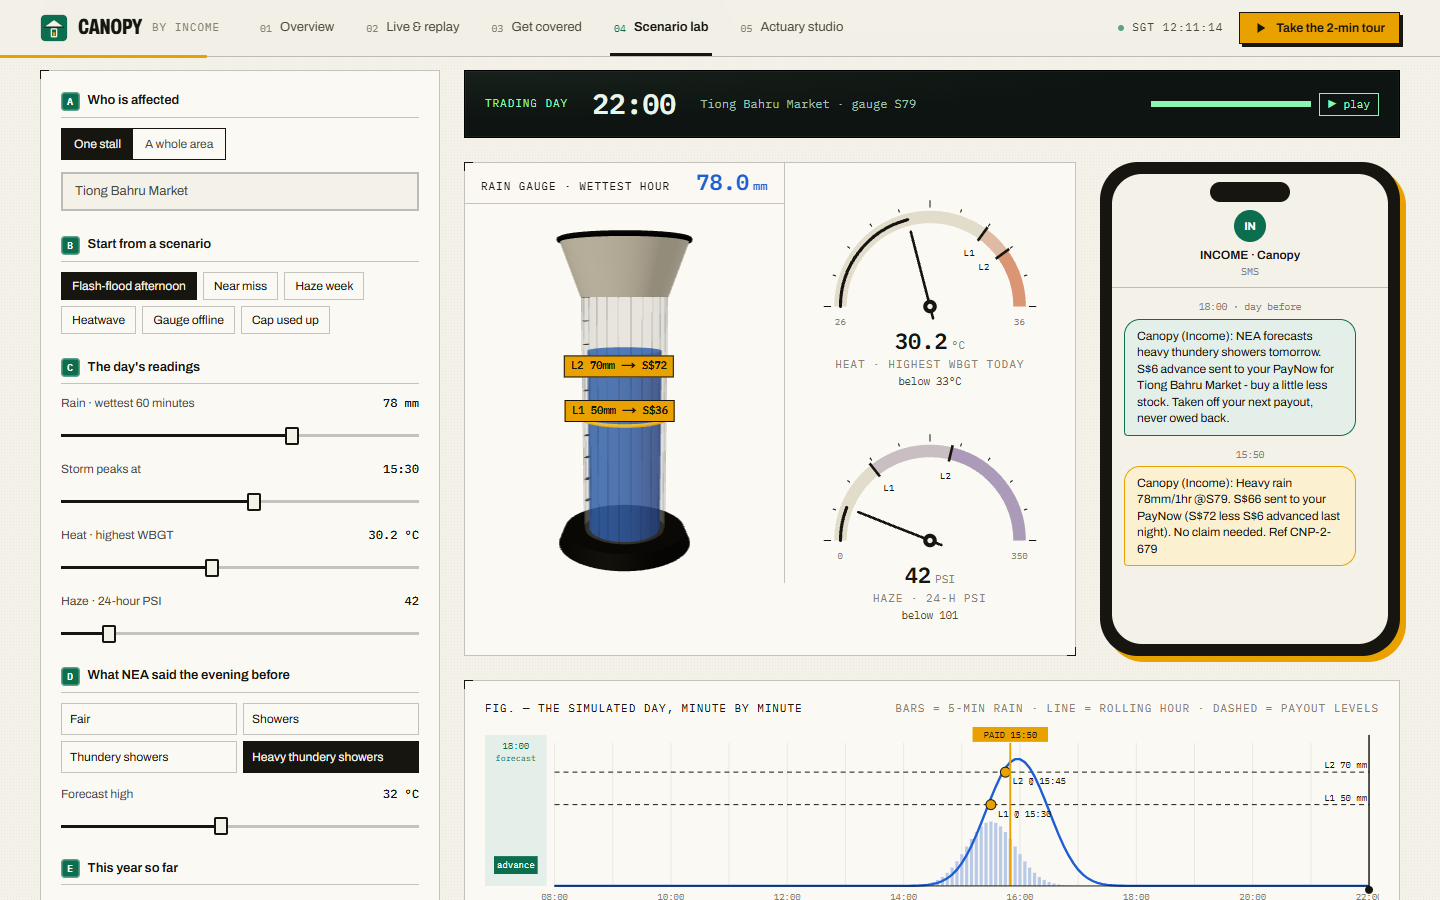 CANOPY BY INCOME
01 Overview
02 Live & replay
03 Get covered
04 Scenario lab
05 Actuary studio
SGT 12:11:14
Take the 2-min tour
A Who is affected
One stall
A whole area
Tiong Bahru Market
B Start from a scenario
Flash-flood afternoon
Near miss
Haze week
Heatwave
Gauge offline
Cap used up
C The day's readings
Rain · wettest 60 minutes 78 mm
Storm peaks at 15:30
Heat · highest WBGT 30.2 °C
Haze · 24-hour PSI 42
D What NEA said the evening before
Fair
Showers
Thundery showers
Heavy thundery showers
Forecast high 32 °C
E This year so far
TRADING DAY 22:00 Tiong Bahru Market · gauge S79
play
RAIN GAUGE · WETTEST HOUR 78.0 mm
L2 70mm → S$72
L1 50mm → S$36
L1
L2
26
36
30.2 °C
HEAT · HIGHEST WBGT TODAY
below 33°C
L1
L2
0
350
42 PSI
HAZE · 24-H PSI
below 101
IN
INCOME · Canopy
SMS
18:00 · day before
Canopy (Income): NEA forecasts
heavy thundery showers tomorrow.
S$6 advance sent to your PayNow for
Tiong Bahru Market - buy a little less
stock. Taken off your next payout,
never owed back.
15:50
Canopy (Income): Heavy rain
78mm/1hr @S79. S$66 sent to your
PayNow (S$72 less S$6 advanced last
night). No claim needed. Ref CNP-2-
679
FIG. — THE SIMULATED DAY, MINUTE BY MINUTE
BARS = 5-MIN RAIN · LINE = ROLLING HOUR · DASHED = PAYOUT LEVELS
18:00
forecast
advance
PAID 15:50
L2 70 mm
L2 @ 15:45
L1 50 mm
L1 @ 15:30
08:00
10:00
12:00
14:00
16:00
18:00
20:00
22:00